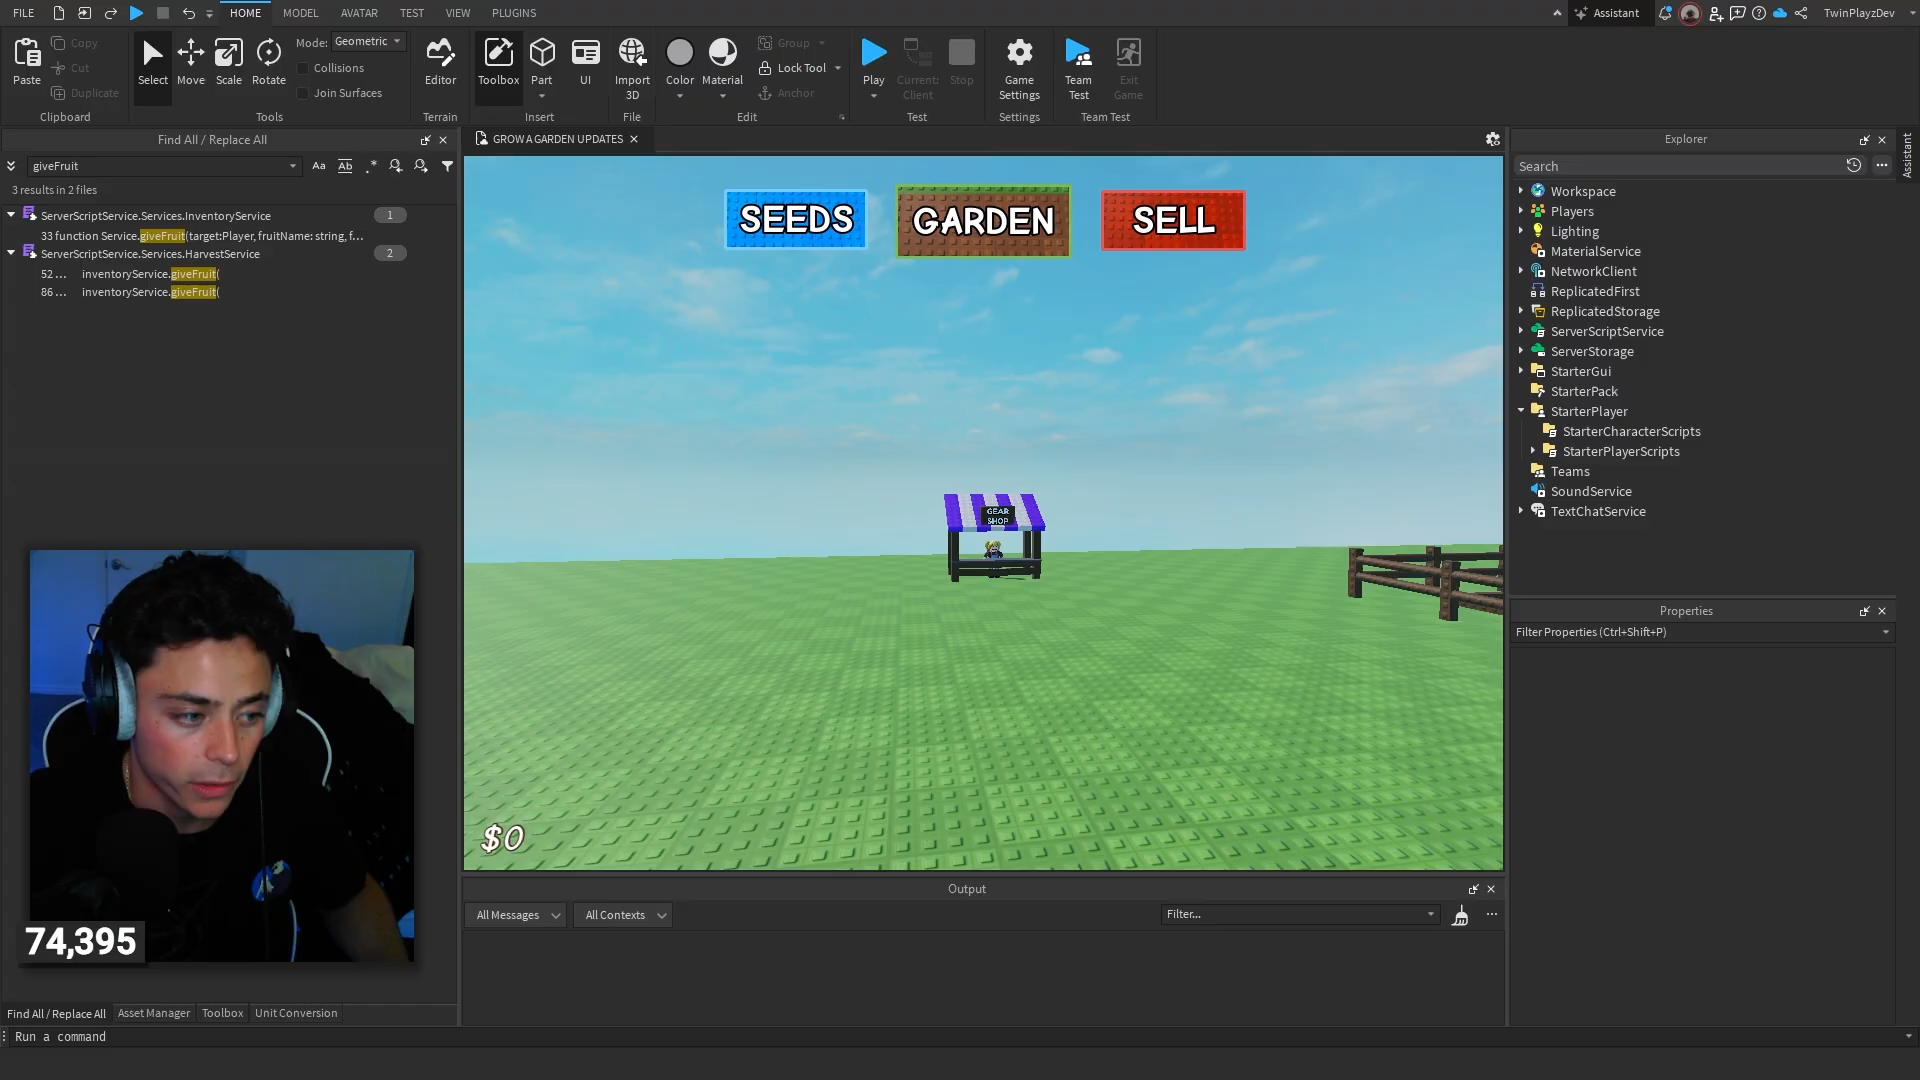 FILE
HOME
MODEL
AVATAR
TEST
VIEW
PLUGINS
Assistant
TwinPlayzDev
Paste
Copy
Cut
Duplicate
Clipboard
Select
Move
Scale
Rotate
Mode: Geometric
Collisions
Join Surfaces
Tools
Editor
Terrain
Toolbox
Part
UI
Insert
Import
3D
File
Color
Material
Group
Lock Tool
Anchor
Edit
Play
Current:
Client
Stop
Test
Game
Settings
Settings
Team
Test
Exit
Game
Team Test
Find All / Replace All
giveFruit
Aa
Ab
.*
3 results in 2 files
ServerScriptService.Services.InventoryService 1
33 function Service.giveFruit(target:Player, fruitName: string, f...
ServerScriptService.Services.HarvestService 2
52 ... inventoryService.giveFruit(
86 ... inventoryService.giveFruit(
74,395
Find All / Replace All
Asset Manager
Toolbox
Unit Conversion
Run a command
GROW A GARDEN UPDATES
SEEDS
GARDEN
SELL
GEAR
SHOP
$0
Output
All Messages
All Contexts
Filter...
Explorer
Search
Workspace
Players
Lighting
MaterialService
NetworkClient
ReplicatedFirst
ReplicatedStorage
ServerScriptService
ServerStorage
StarterGui
StarterPack
StarterPlayer
StarterCharacterScripts
StarterPlayerScripts
Teams
SoundService
TextChatService
Properties
Filter Properties (Ctrl+Shift+P)
Assistant